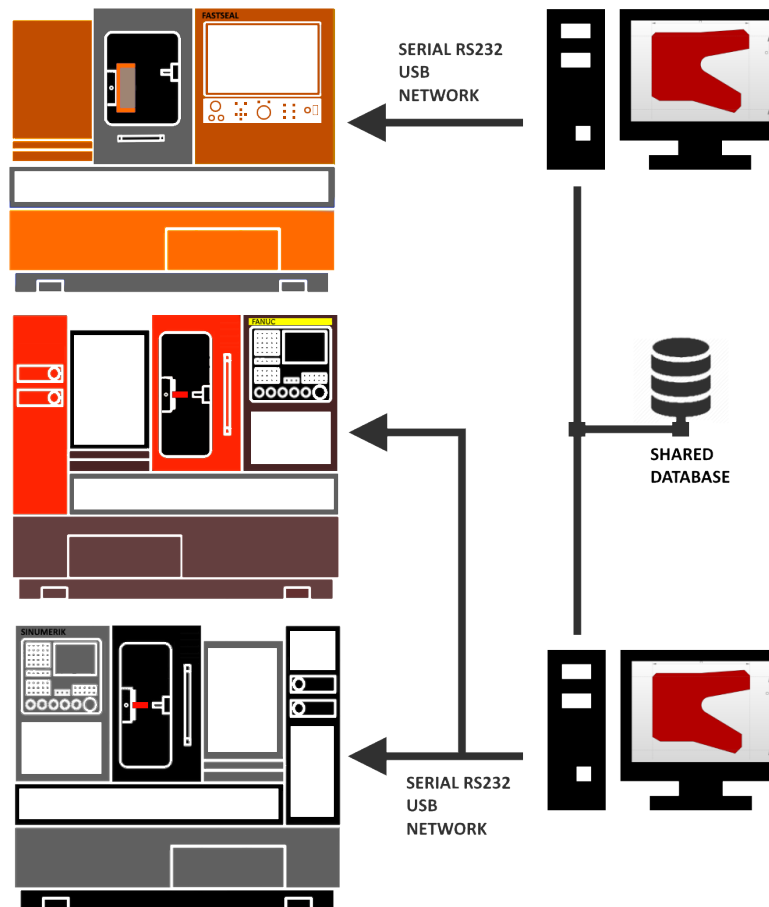 FASTSEAL
SERIAL RS232
USB
NETWORK
FANUC
SHARED
DATABASE
SINUMERIK
SERIAL RS232
USB
NETWORK